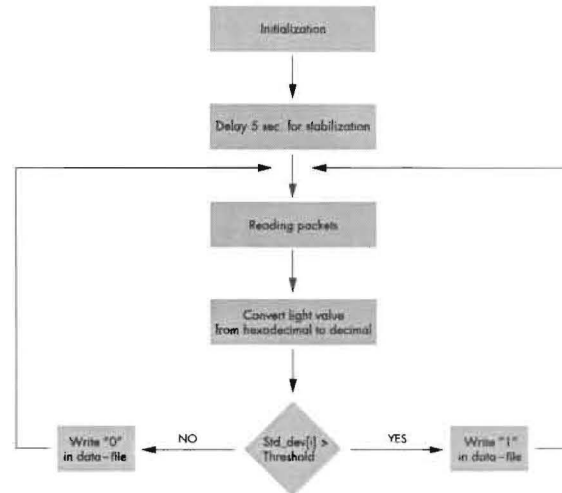 Initialization
Delay 5 sec. for stabilization
Reading packets
Convert light value
from hexadecimal to decimal
Std_dev[i] >
Threshold
NO
YES
Write "0"
in data-file
Write "1"
in data-file